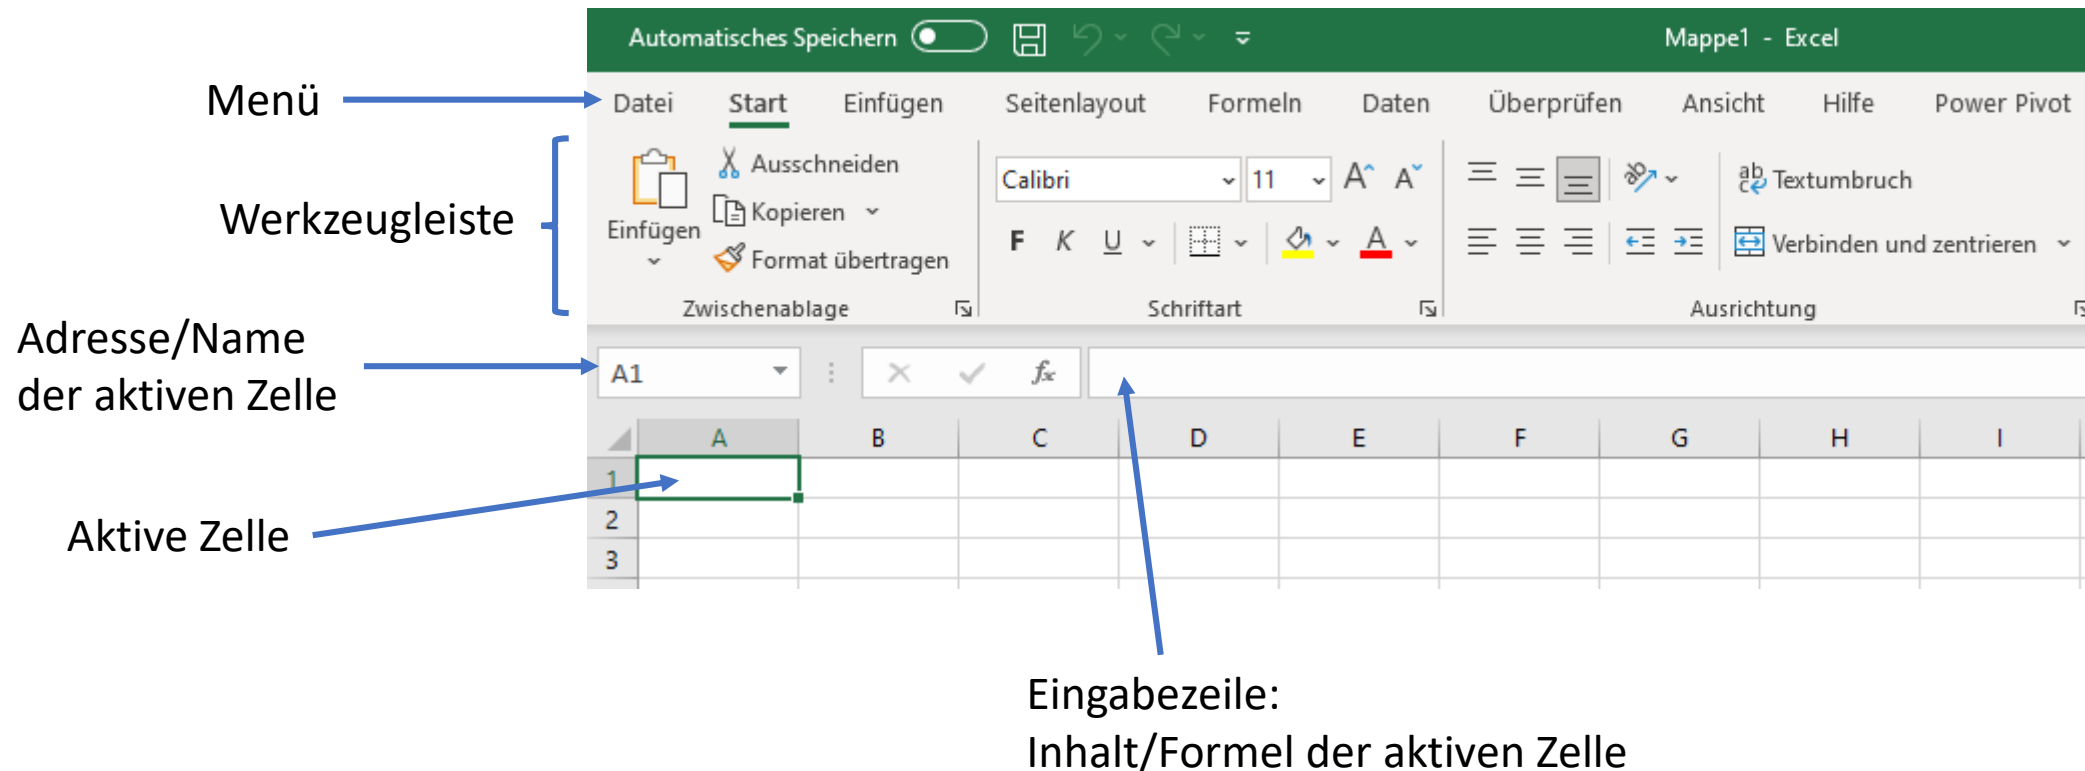 Automatisches Speichern
Mappe1 - Excel
Menü
Datei Start Einfügen Seitenlayout Formeln Daten Überprüfen Ansicht Hilfe Power Pivot
Werkzeugleiste
Einfügen
Ausschneiden
Kopieren
Format übertragen
Zwischenablage
Calibri 11 A A
F K U A
Schriftart
ab
c Textumbruch
Verbinden und zentrieren
Ausrichtung
Adresse/Name
der aktiven Zelle
A1 fx
A B C D E F G H I
1
2
3
Aktive Zelle
Eingabezeile:
Inhalt/Formel der aktiven Zelle